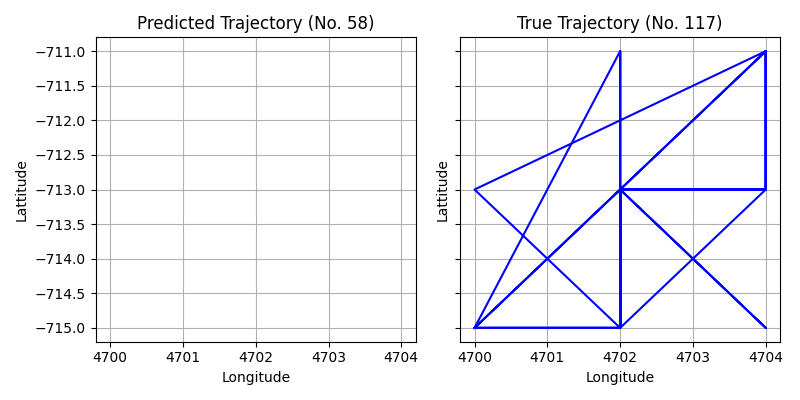 Predicted Trajectory (No. 58)
True Trajectory (No. 117)
−711.0
−711.5
−712.0
−712.5
−713.0
−713.5
−714.0
−714.5
−715.0
Lattitude
Lattitude
4700 4701 4702 4703 4704
4700 4701 4702 4703 4704
Longitude
Longitude